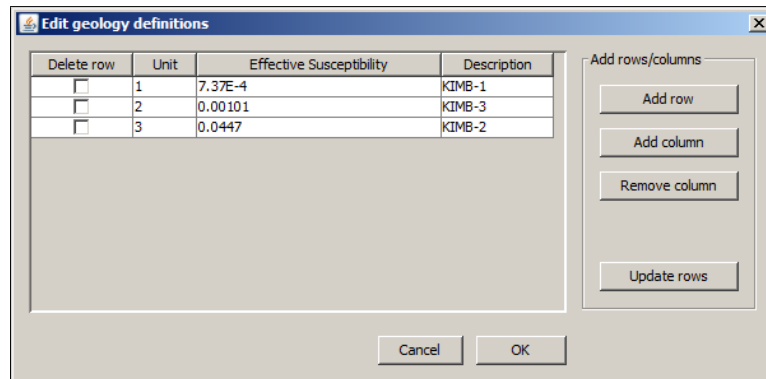 Edit geology definitions
Delete row Unit Effective Susceptibility Description
1 7.37E-4 KIMB-1
2 0.00101 KIMB-3
3 0.0447 KIMB-2
Add rows/columns
Add row
Add column
Remove column
Update rows
Cancel OK